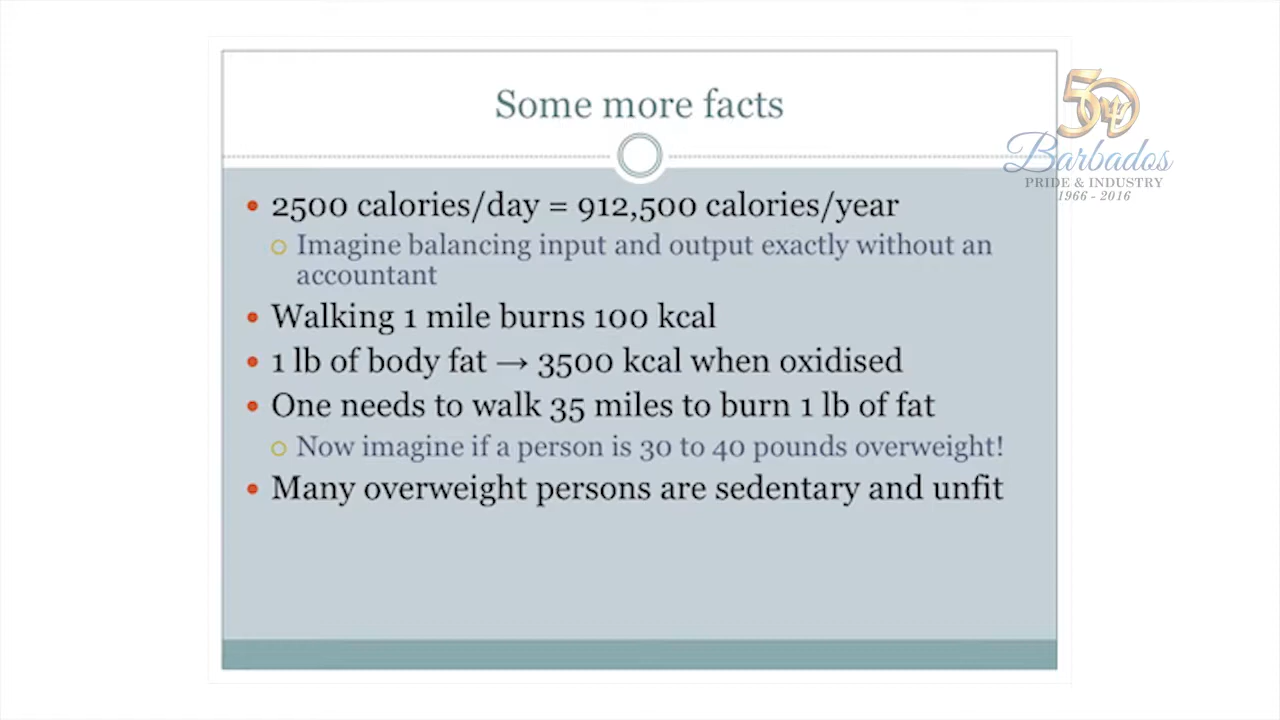 Some more facts
50
Barbados
PRIDE & INDUSTRY
1966 - 2016
• 2500 calories/day = 912,500 calories/year
○ Imagine balancing input and output exactly without an
accountant
• Walking 1 mile burns 100 kcal
• 1 lb of body fat → 3500 kcal when oxidised
• One needs to walk 35 miles to burn 1 lb of fat
○ Now imagine if a person is 30 to 40 pounds overweight!
• Many overweight persons are sedentary and unfit